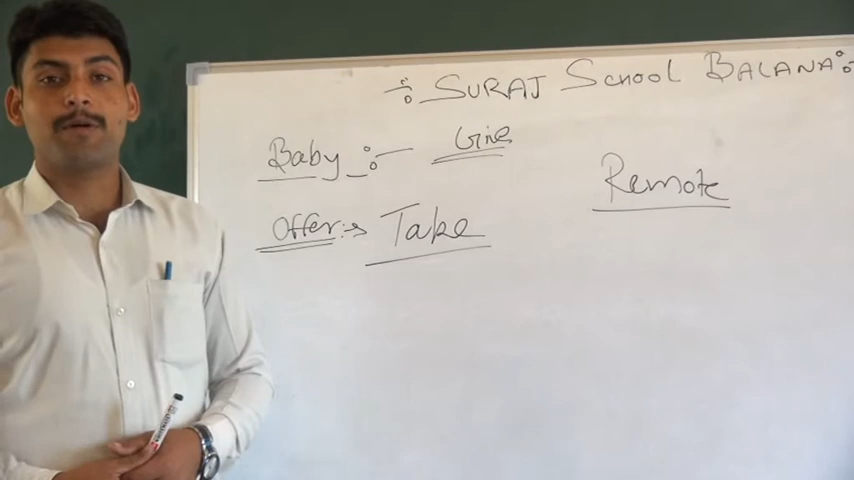 ÷ SURAJ SCHOOL BALANA÷
Baby :- Give
Offer :→ Take
Remote